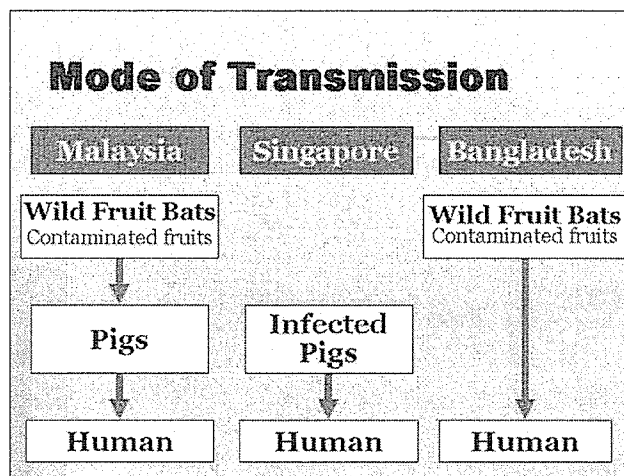 Mode of Transmission
Malaysia
Singapore
Bangladesh
Wild Fruit Bats
Contaminated fruits
Wild Fruit Bats
Contaminated fruits
Pigs
Infected
Pigs
Human
Human
Human